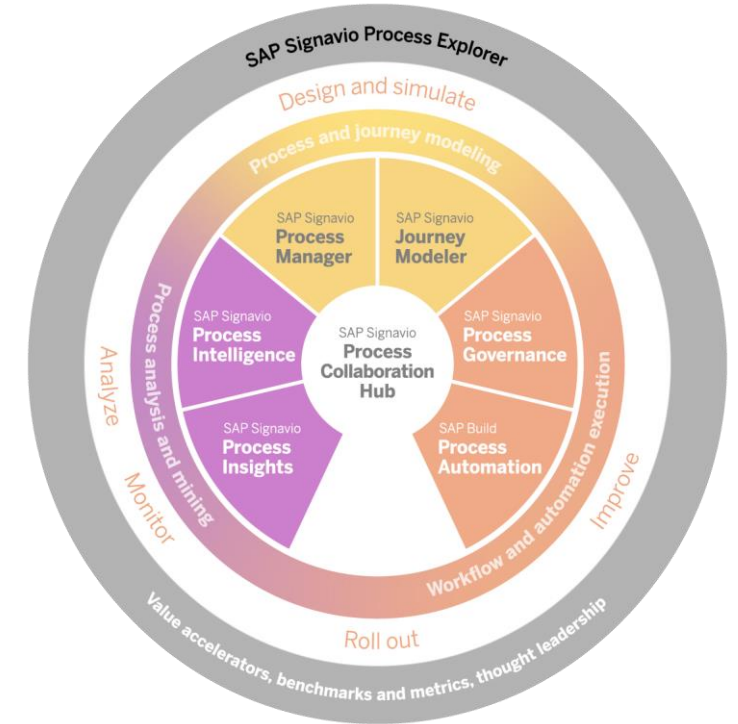 SAP Signavio Process Explorer
Design and simulate
Process and journey modeling
SAP Signavio
Process
Manager
SAP Signavio
Journey
Modeler
SAP Signavio
Process
Intelligence
SAP Signavio
Process
Collaboration
Hub
SAP Signavio
Process
Governance
SAP Signavio
Process
Insights
SAP Build
Process
Automation
Process analysis and mining
Workflow and automation execution
Analyze
Monitor
Improve
Roll out
Value accelerators, benchmarks and metrics, thought leadership